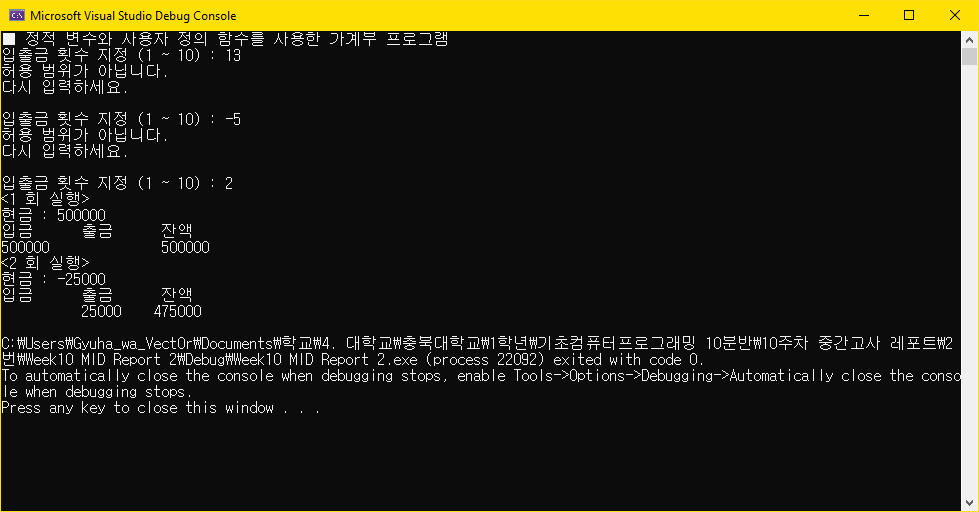 Microsoft Visual Studio Debug Console
■ 정적 변수와 사용자 정의 함수를 사용한 가계부 프로그램
입출금 횟수 지정 (1 ~ 10) : 13
허용 범위가 아닙니다.
다시 입력하세요.
입출금 횟수 지정 (1 ~ 10) : -5
허용 범위가 아닙니다.
다시 입력하세요.
입출금 횟수 지정 (1 ~ 10) : 2
<1 회 실행>
현금 : 500000
입금 출금 잔액
500000 500000
<2 회 실행>
현금 : -25000
입금 출금 잔액
25000 475000
C:₩Users₩Gyuha_wa_VectOr₩Documents₩학교₩4. 대학교₩충북대학교₩1학년₩기초컴퓨터프로그래밍 10분반₩10주차 중간고사 레포트₩2
번₩Week10 MID Report 2₩Debug₩Week10 MID Report 2.exe (process 22092) exited with code 0.
To automatically close the console when debugging stops, enable Tools->Options->Debugging->Automatically close the conso
le when debugging stops.
Press any key to close this window . . .